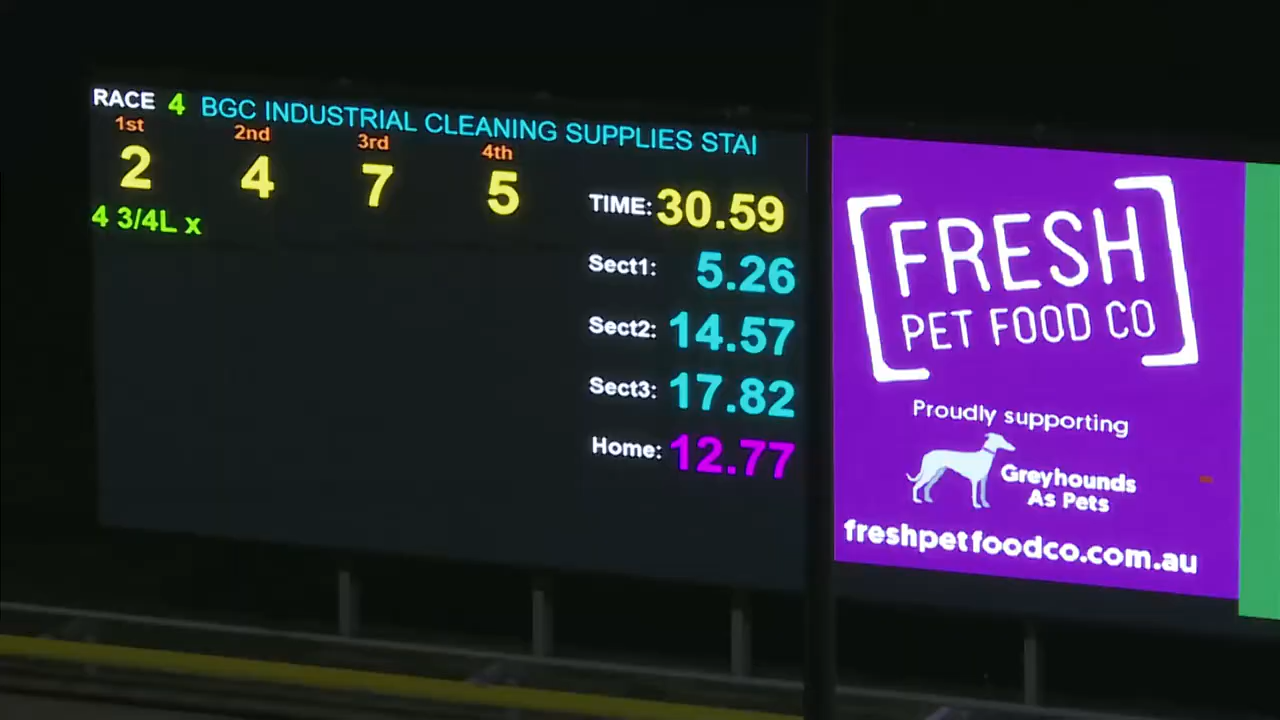 RACE 4 BGC INDUSTRIAL CLEANING SUPPLIES STAI
1st 2nd 3rd 4th
2 4 7 5
4 3/4L x
TIME: 30.59
Sect1: 5.26
Sect2: 14.57
Sect3: 17.82
Home: 12.77
FRESH
PET FOOD CO
Proudly supporting
Greyhounds
As Pets
freshpetfoodco.com.au